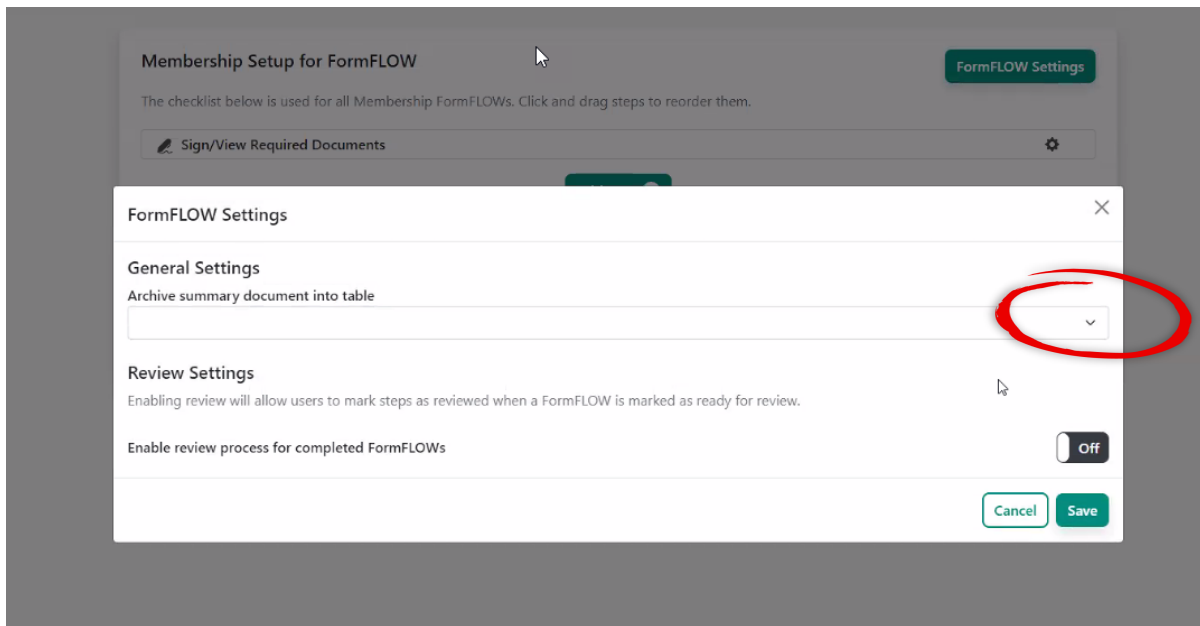 Membership Setup for FormFLOW
FormFLOW Settings
The checklist below is used for all Membership FormFLOWs. Click and drag steps to reorder them.
Sign/View Required Documents
FormFLOW Settings
General Settings
Archive summary document into table
Review Settings
Enabling review will allow users to mark steps as reviewed when a FormFLOW is marked as ready for review.
Enable review process for completed FormFLOWs
Off
Cancel
Save